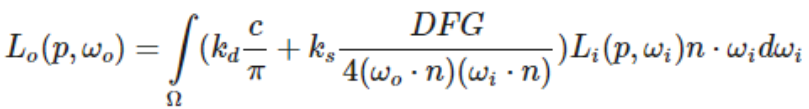 L_o(p, ω_o) = ∫_Ω (k_d c/π + k_s DFG/4(ω_o · n)(ω_i · n)) L_i(p, ω_i) n · ω_i dω_i